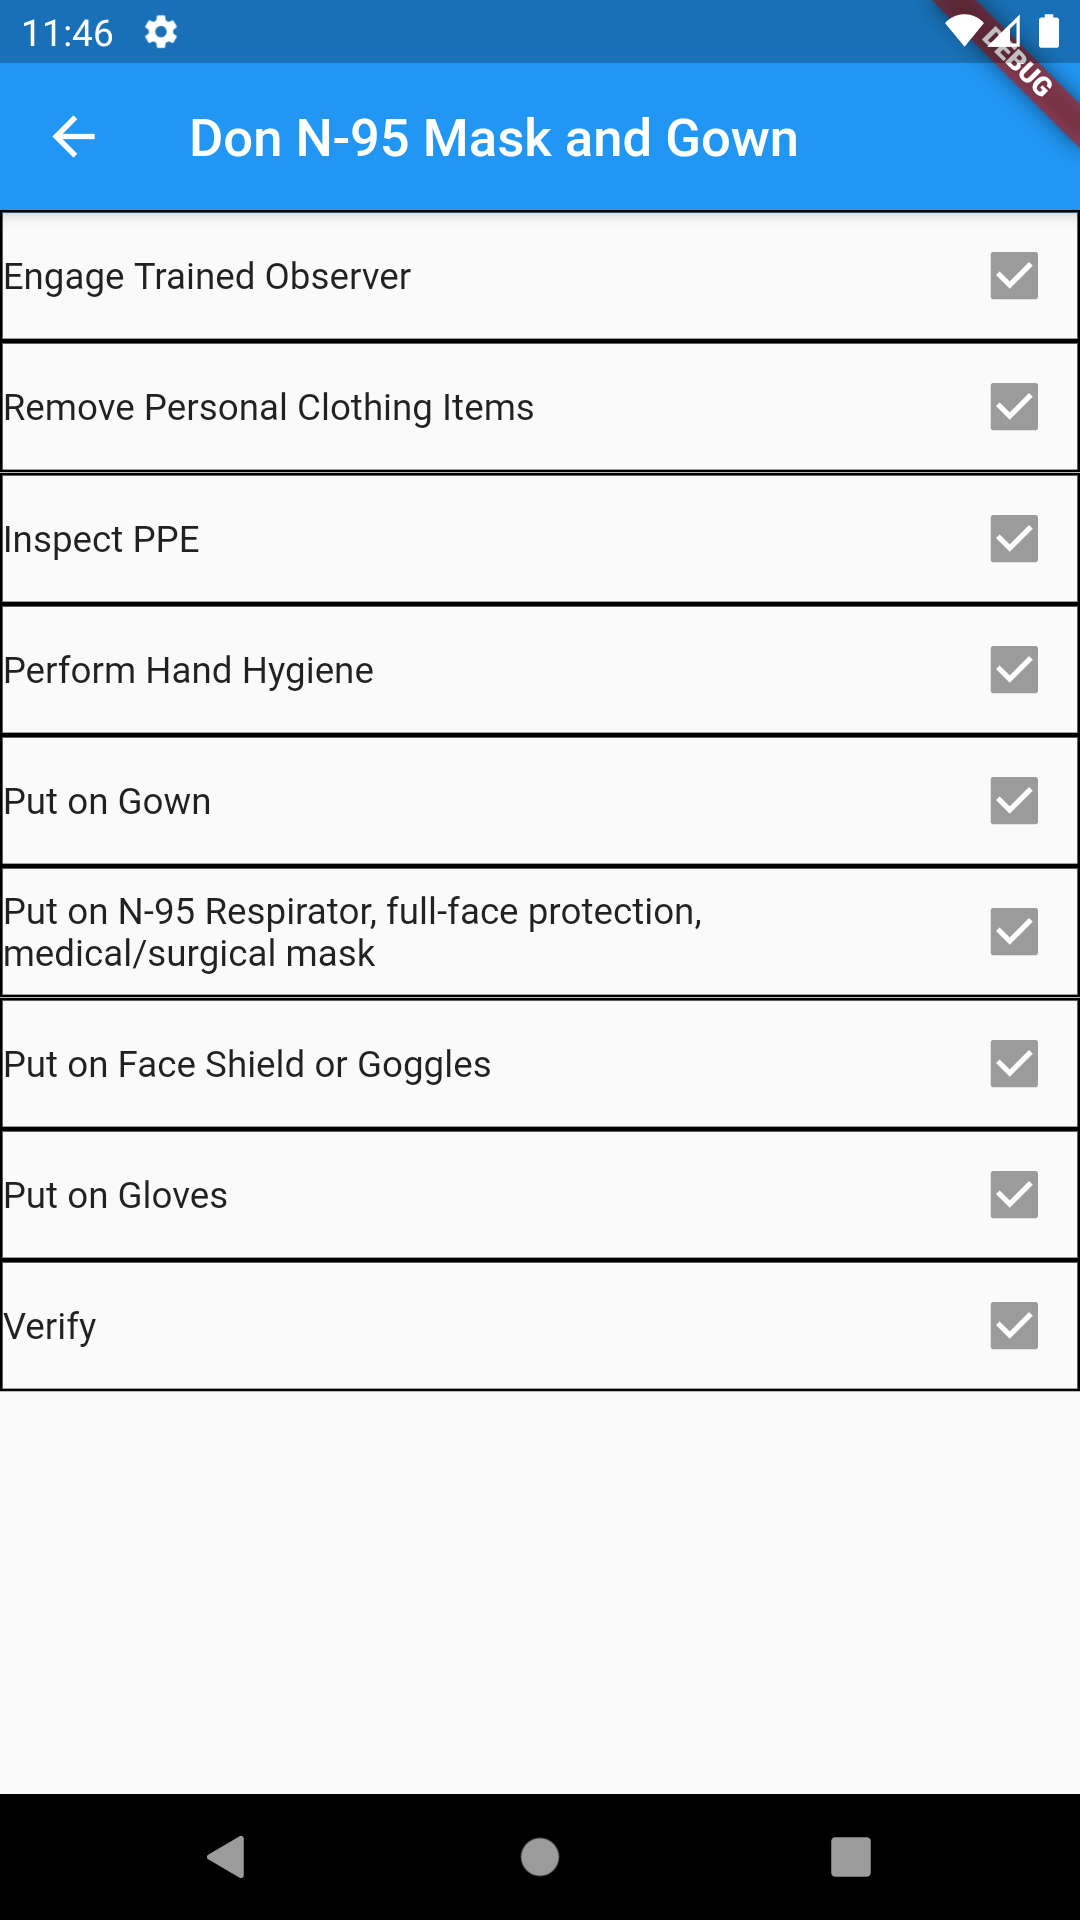 11:46
DEBUG
Don N-95 Mask and Gown
Engage Trained Observer
Remove Personal Clothing Items
Inspect PPE
Perform Hand Hygiene
Put on Gown
Put on N-95 Respirator, full-face protection,
medical/surgical mask
Put on Face Shield or Goggles
Put on Gloves
Verify